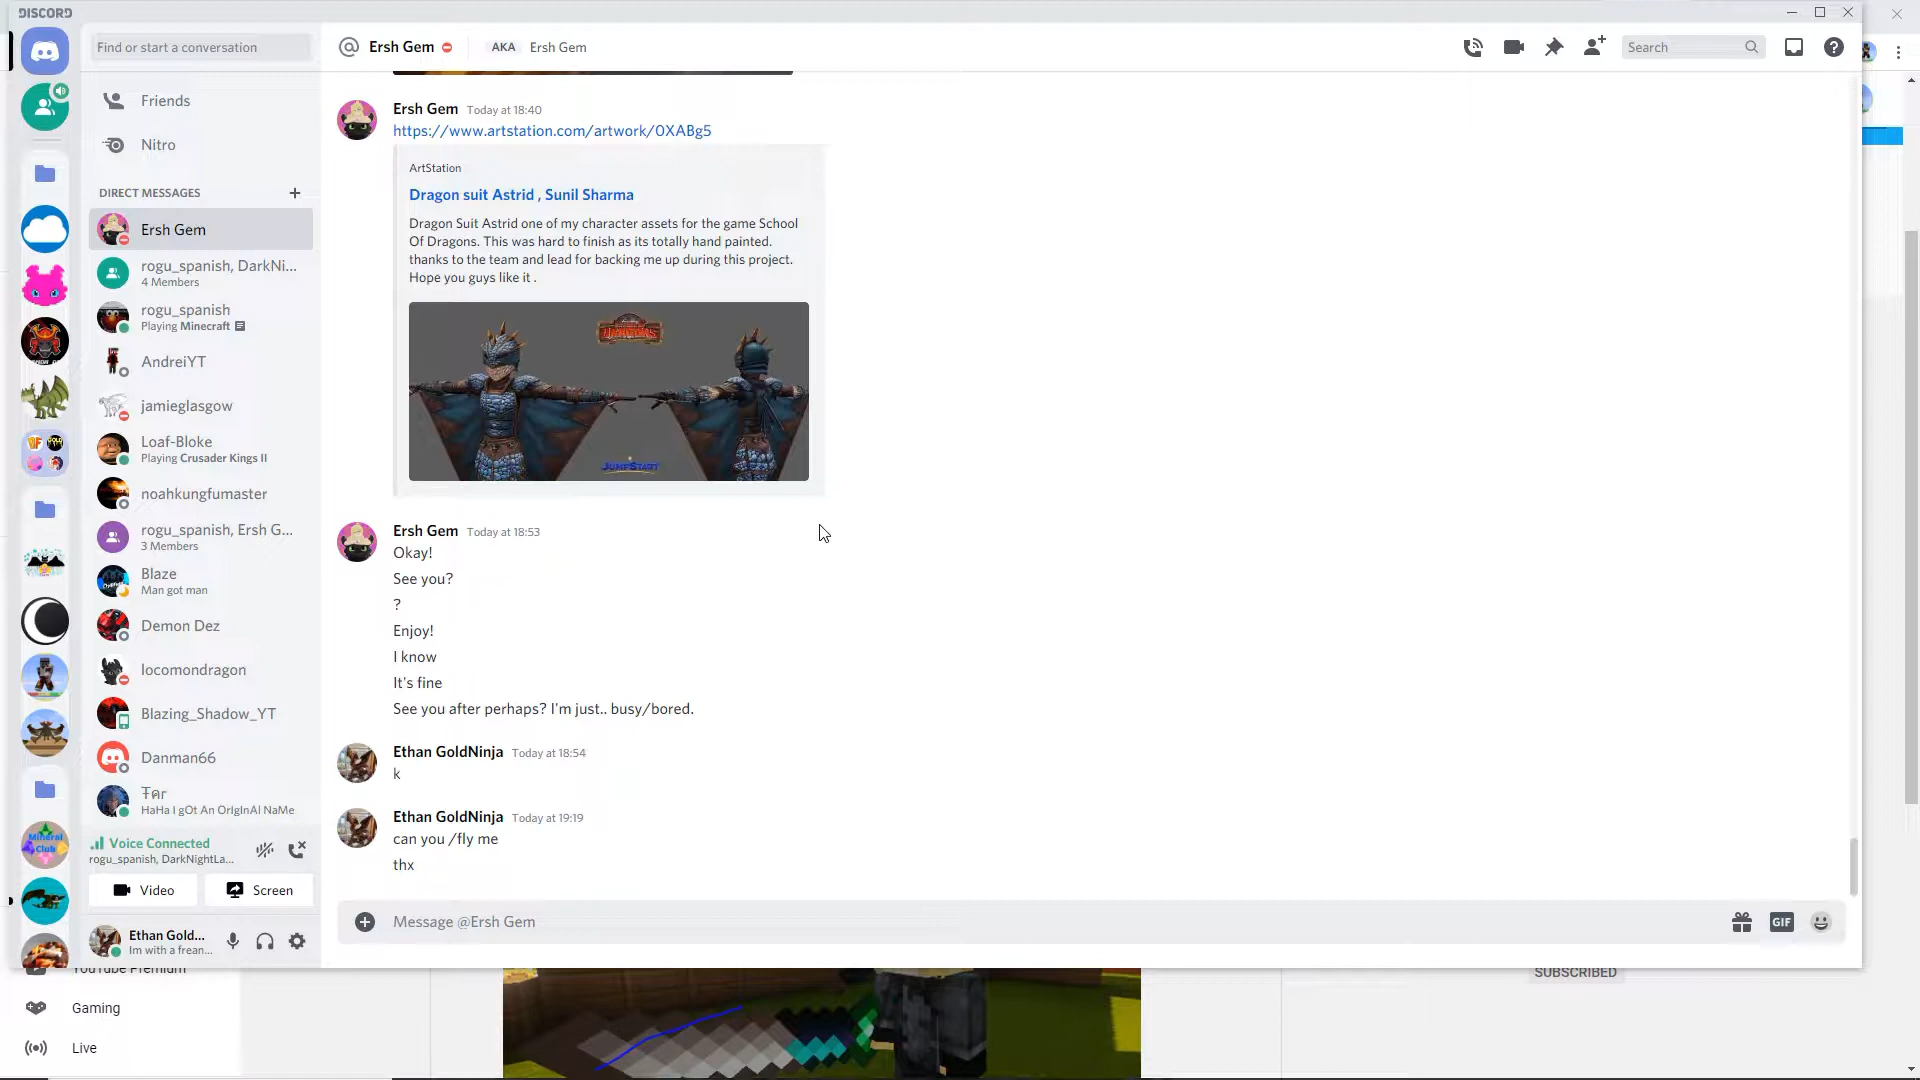 DISCORD
Find or start a conversation
Ersh Gem
AKA
Ersh Gem
Search
Friends
Nitro
DIRECT MESSAGES
Ersh Gem
rogu_spanish, DarkNi...
4 Members
rogu_spanish
Playing Minecraft
AndreiYT
jamieglasgow
Loaf-Bloke
Playing Crusader Kings II
noahkungfumaster
rogu_spanish, Ersh G...
3 Members
Blaze
Man got man
Demon Dez
locomondragon
Blazing_Shadow_YT
Danman66
HaHa I gOt An OrIgInAl NaMe
Voice Connected
rogu_spanish, DarkNightLa...
Video
Screen
Ethan Gold...
Im with a frean...
Ersh Gem Today at 18:40
https://www.artstation.com/artwork/0XABg5
ArtStation
Dragon suit Astrid , Sunil Sharma
Dragon Suit Astrid one of my character assets for the game School
Of Dragons. This was hard to finish as its totally hand painted.
thanks to the team and lead for backing me up during this project.
Hope you guys like it .
JUMPSTART
Ersh Gem Today at 18:53
Okay!
See you?
?
Enjoy!
I know
It's fine
See you after perhaps? I'm just.. busy/bored.
Ethan GoldNinja Today at 18:54
k
Ethan GoldNinja Today at 19:19
can you /fly me
thx
Message @Ersh Gem
GIF
YouTube Premium
Gaming
Live
SUBSCRIBED
Mineral
Club